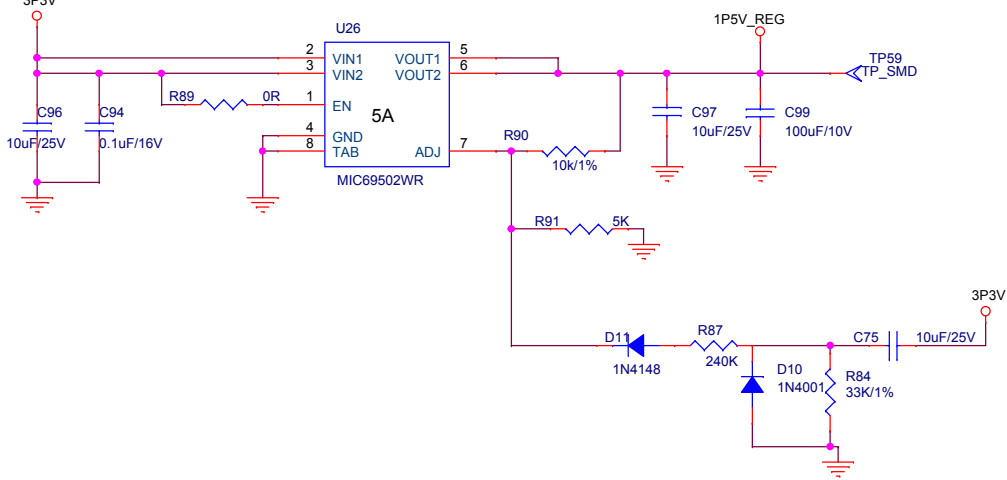 3P3V
U26
1P5V_REG
2
VIN1
VOUT1
5
3
VIN2
VOUT2
6
TP59
TP_SMD
C96
10uF/25V
C94
0.1uF/16V
R89
0R
1
EN
5A
C97
10uF/25V
C99
100uF/10V
4
GND
8
TAB
ADJ
7
R90
10k/1%
MIC69502WR
R91
5K
3P3V
D11
1N4148
R87
240K
C75
10uF/25V
D10
1N4001
R84
33K/1%